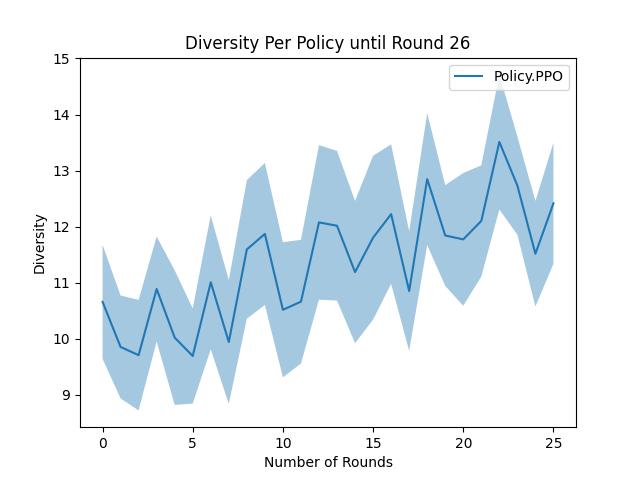 Diversity Per Policy until Round 26
Policy.PPO
15
14
13
12
11
10
9
Diversity
0 5 10 15 20 25
Number of Rounds